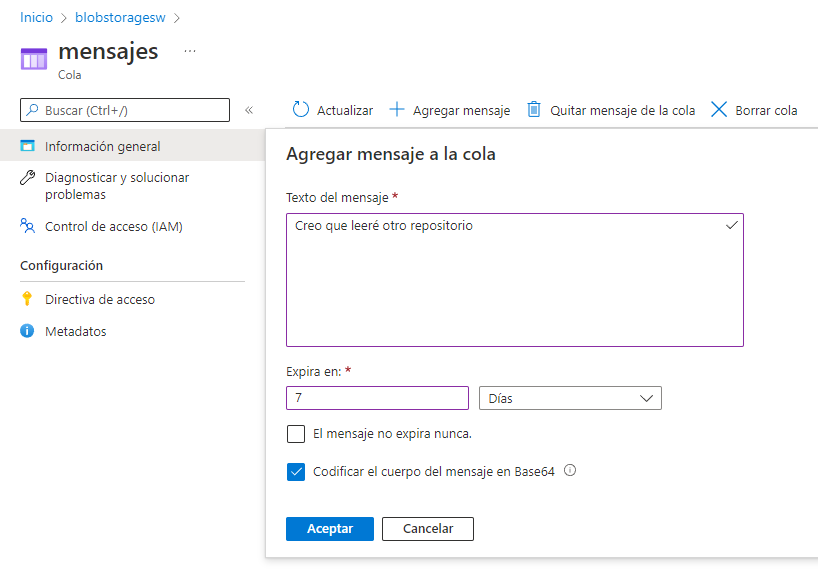 Inicio > blobstoragesw >
mensajes ...
Cola
Buscar (Ctrl+/) «
Actualizar Agregar mensaje Quitar mensaje de la cola Borrar cola
Información general
Diagnosticar y solucionar
problemas
Control de acceso (IAM)
Configuración
Directiva de acceso
Metadatos
Agregar mensaje a la cola
Texto del mensaje *
Creo que leeré otro repositorio
Expira en: *
7 Días
El mensaje no expira nunca.
Codificar el cuerpo del mensaje en Base64
Aceptar Cancelar